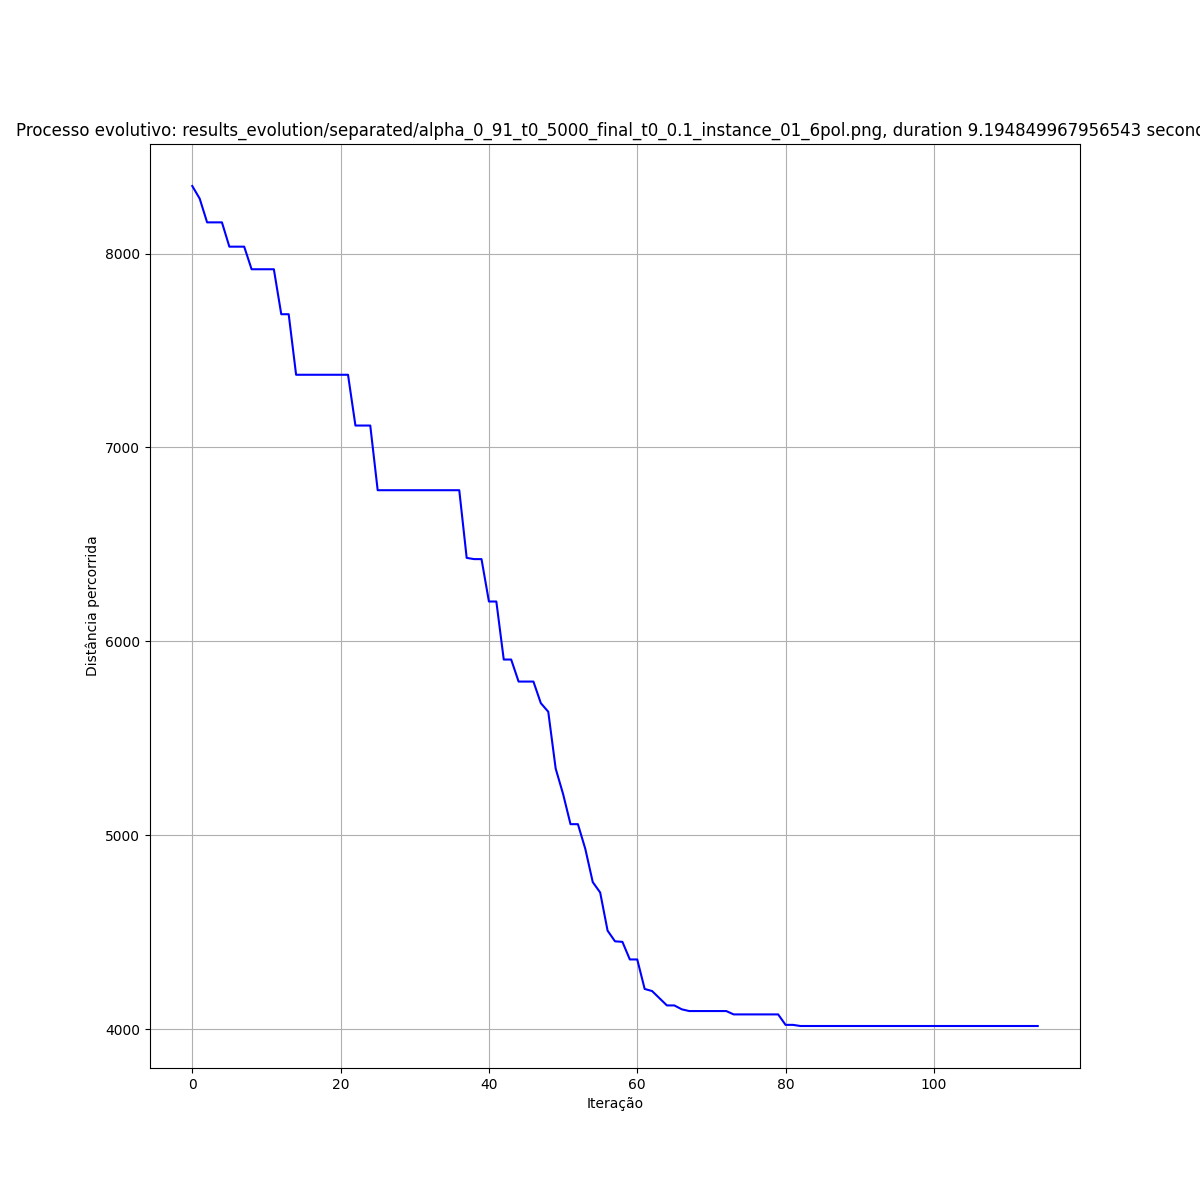 Processo evolutivo: results_evolution/separated/alpha_0_91_t0_5000_final_t0_0.1_instance_01_6pol.png, duration 9.194849967956543
8000
7000
6000
5000
4000
Distância percorrida
0 20 40 60 80 100
Iteração